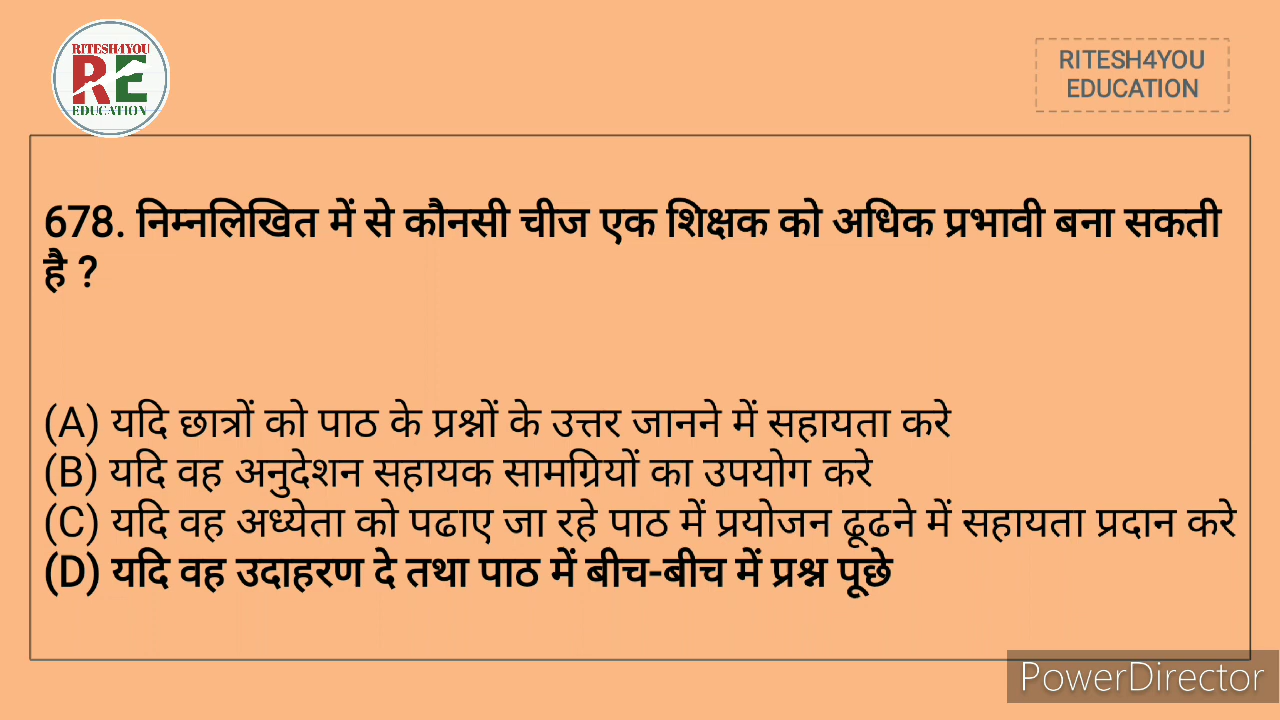 RITESH4YOU
RE
EDUCATION
RITESH4YOU
EDUCATION
678. निम्नलिखित में से कौनसी चीज एक शिक्षक को अधिक प्रभावी बना सकती
है ?
(A) यदि छात्रों को पाठ के प्रश्नों के उत्तर जानने में सहायता करे
(B) यदि वह अनुदेशन सहायक सामग्रियों का उपयोग करे
(C) यदि वह अध्येता को पढाए जा रहे पाठ में प्रयोजन ढूढने में सहायता प्रदान करे
(D) यदि वह उदाहरण दे तथा पाठ में बीच-बीच में प्रश्न पूछे
PowerDirector